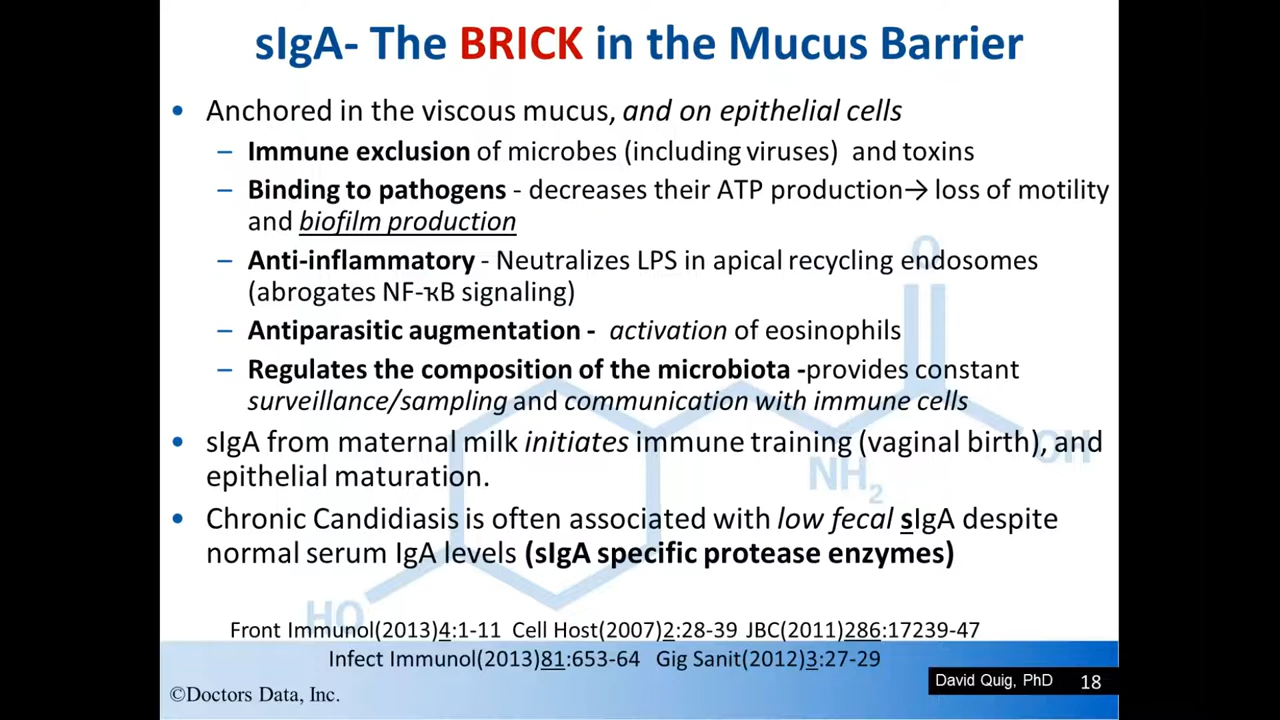 sIgA- The BRICK in the Mucus Barrier
• Anchored in the viscous mucus, and on epithelial cells
– Immune exclusion of microbes (including viruses) and toxins
– Binding to pathogens - decreases their ATP production→ loss of motility
and biofilm production
– Anti-inflammatory - Neutralizes LPS in apical recycling endosomes
(abrogates NF-κB signaling)
– Antiparasitic augmentation - activation of eosinophils
– Regulates the composition of the microbiota -provides constant
surveillance/sampling and communication with immune cells
• sIgA from maternal milk initiates immune training (vaginal birth), and
epithelial maturation.
• Chronic Candidiasis is often associated with low fecal sIgA despite
normal serum IgA levels (sIgA specific protease enzymes)
O
OH
NH2
HO
Front Immunol(2013)4:1-11 Cell Host(2007)2:28-39 JBC(2011)286:17239-47
Infect Immunol(2013)81:653-64 Gig Sanit(2012)3:27-29
©Doctors Data, Inc.
David Quig, PhD 18